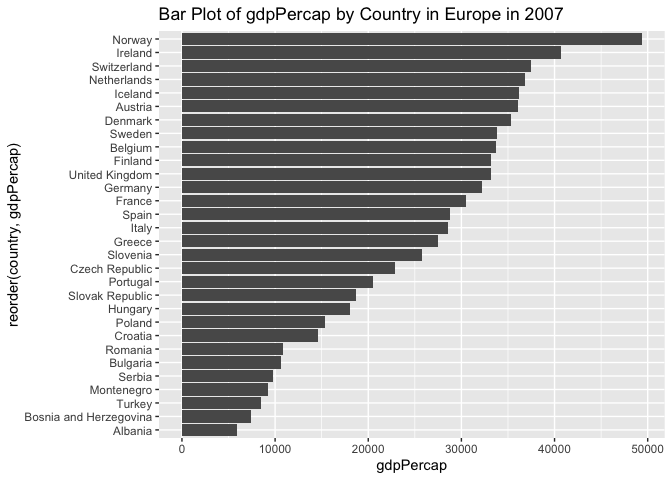 Bar Plot of gdpPercap by Country in Europe in 2007
reorder(country, gdpPercap)
Norway
Ireland
Switzerland
Netherlands
Iceland
Austria
Denmark
Sweden
Belgium
Finland
United Kingdom
Germany
France
Spain
Italy
Greece
Slovenia
Czech Republic
Portugal
Slovak Republic
Hungary
Poland
Croatia
Romania
Bulgaria
Serbia
Montenegro
Turkey
Bosnia and Herzegovina
Albania
0 10000 20000 30000 40000 50000
gdpPercap